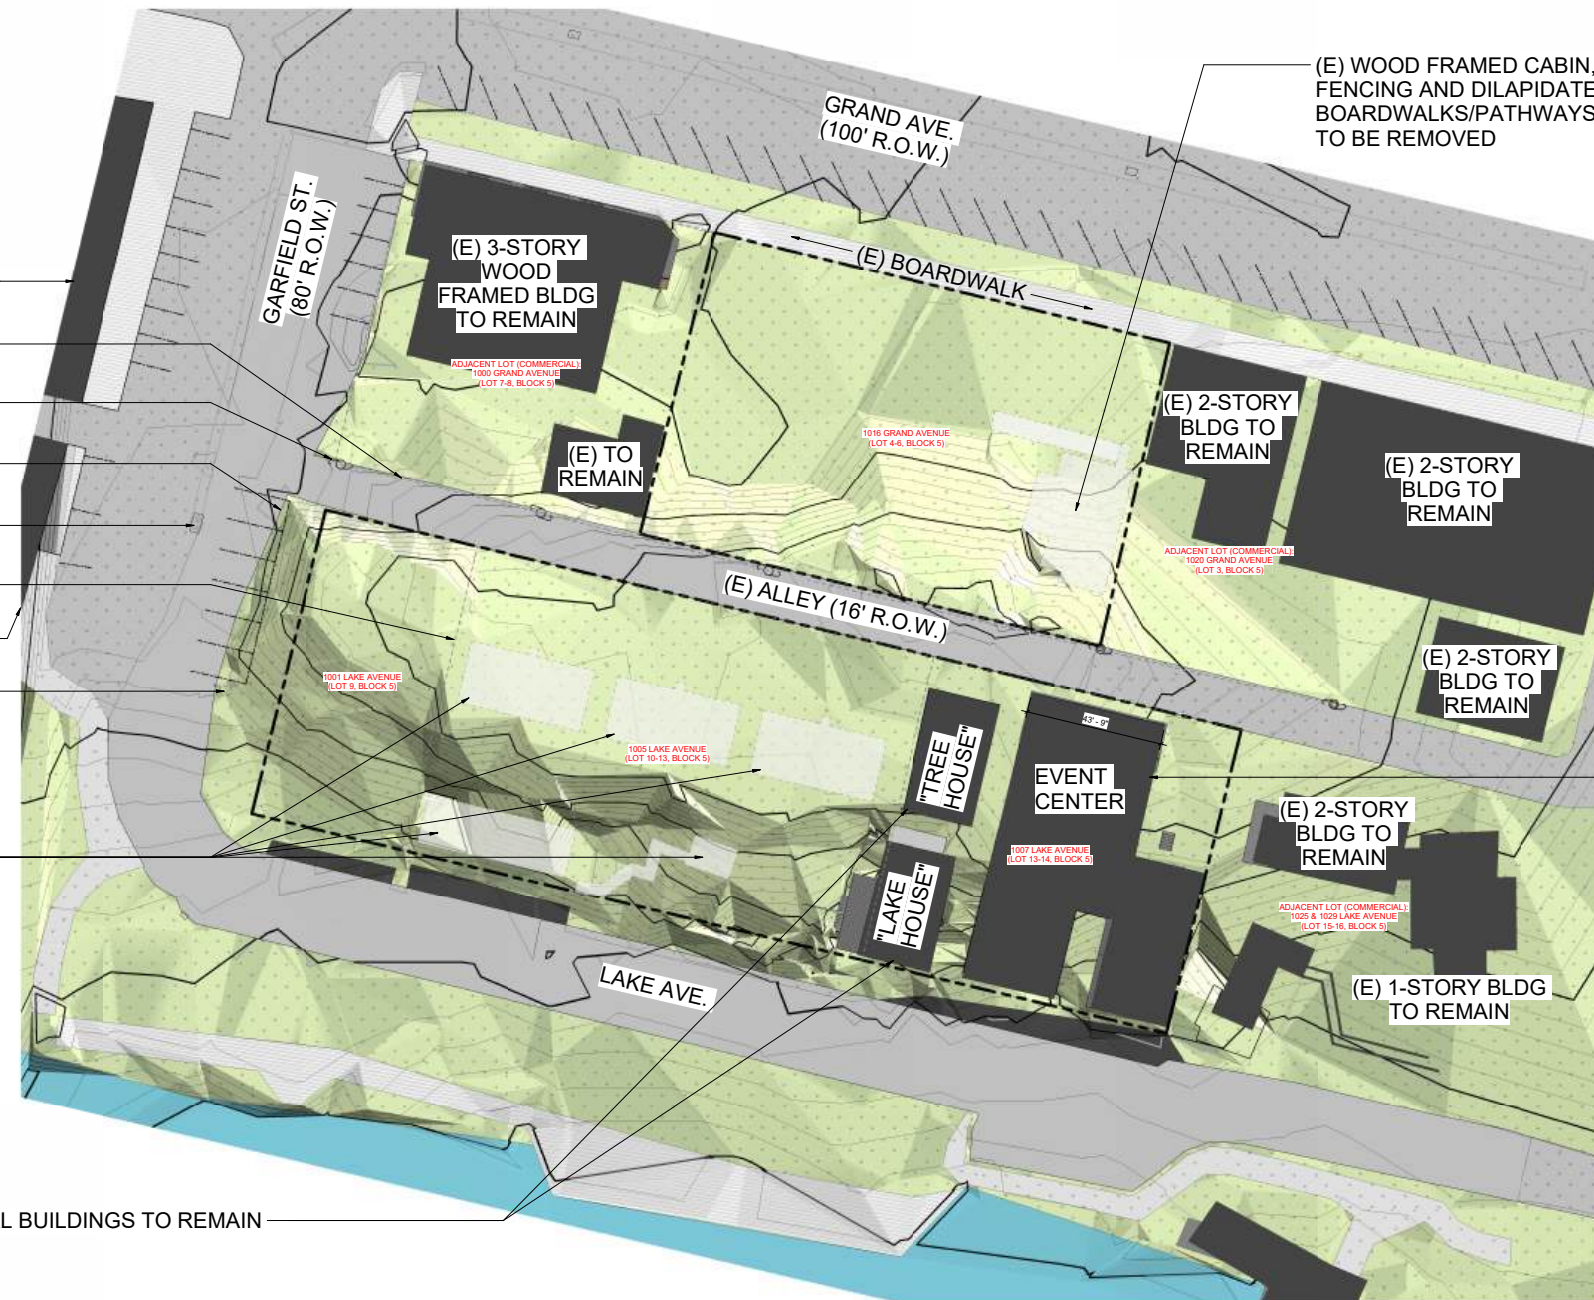 (E) WOOD FRAMED CABIN,
FENCING AND DILAPIDATE
BOARDWALKS/PATHWAYS
TO BE REMOVED
GRAND AVE.
(100' R.O.W.)
GARFIELD ST.
(80' R.O.W.)
(E) 3-STORY
WOOD
FRAMED BLDG
TO REMAIN
(E) BOARDWALK
ADJACENT LOT (COMMERCIAL):
1000 GRAND AVENUE
(LOT 7-8, BLOCK 5)
(E) TO
REMAIN
1016 GRAND AVENUE
(LOT 4-6, BLOCK 5)
(E) 2-STORY
BLDG TO
REMAIN
(E) 2-STORY
BLDG TO
REMAIN
ADJACENT LOT (COMMERCIAL):
1020 GRAND AVENUE
(LOT 3, BLOCK 5)
(E) ALLEY (16' R.O.W.)
(E) 2-STORY
BLDG TO
REMAIN
1001 LAKE AVENUE
(LOT 9, BLOCK 5)
1005 LAKE AVENUE
(LOT 10-13, BLOCK 5)
"TREE
HOUSE"
43' - 9"
EVENT
CENTER
1007 LAKE AVENUE
(LOT 13-14, BLOCK 5)
"LAKE
HOUSE"
(E) 2-STORY
BLDG TO
REMAIN
ADJACENT LOT (COMMERCIAL):
1025 & 1029 LAKE AVENUE
(LOT 15-16, BLOCK 5)
(E) 1-STORY BLDG
TO REMAIN
LAKE AVE.
L BUILDINGS TO REMAIN